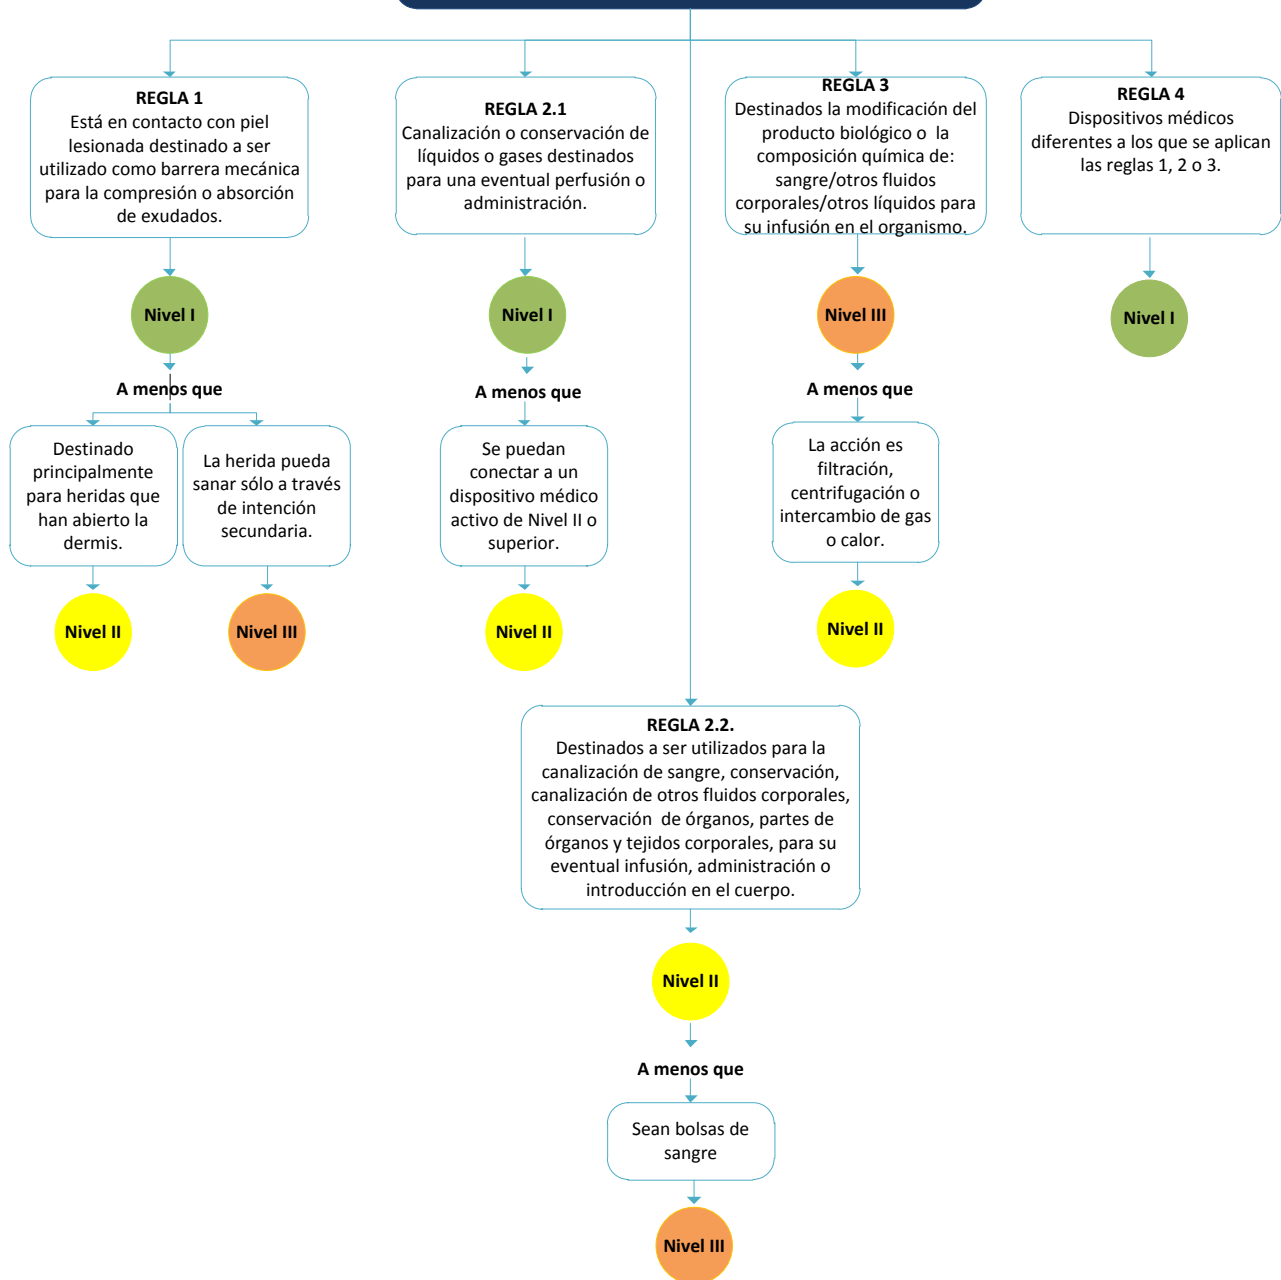 REGLA 1
Está en contacto con piel
lesionada destinado a ser
utilizado como barrera mecánica
para la compresión o absorción
de exudados.
Nivel I
A menos que
Destinado
principalmente
para heridas que
han abierto la
dermis.
Nivel II
La herida pueda
sanar sólo a través
de intención
secundaria.
Nivel III
REGLA 2.1
Canalización o conservación de
líquidos o gases destinados
para una eventual perfusión o
administración.
Nivel I
A menos que
Se puedan
conectar a un
dispositivo médico
activo de Nivel II o
superior.
Nivel II
REGLA 3
Destinados la modificación del
producto biológico o la
composición química de:
sangre/otros fluidos
corporales/otros líquidos para
su infusión en el organismo.
Nivel III
A menos que
La acción es
filtración,
centrifugación o
intercambio de gas
o calor.
Nivel II
REGLA 4
Dispositivos médicos
diferentes a los que se aplican
las reglas 1, 2 o 3.
Nivel I
REGLA 2.2.
Destinados a ser utilizados para la
canalización de sangre, conservación,
canalización de otros fluidos corporales,
conservación de órganos, partes de
órganos y tejidos corporales, para su
eventual infusión, administración o
introducción en el cuerpo.
Nivel II
A menos que
Sean bolsas de
sangre
Nivel III